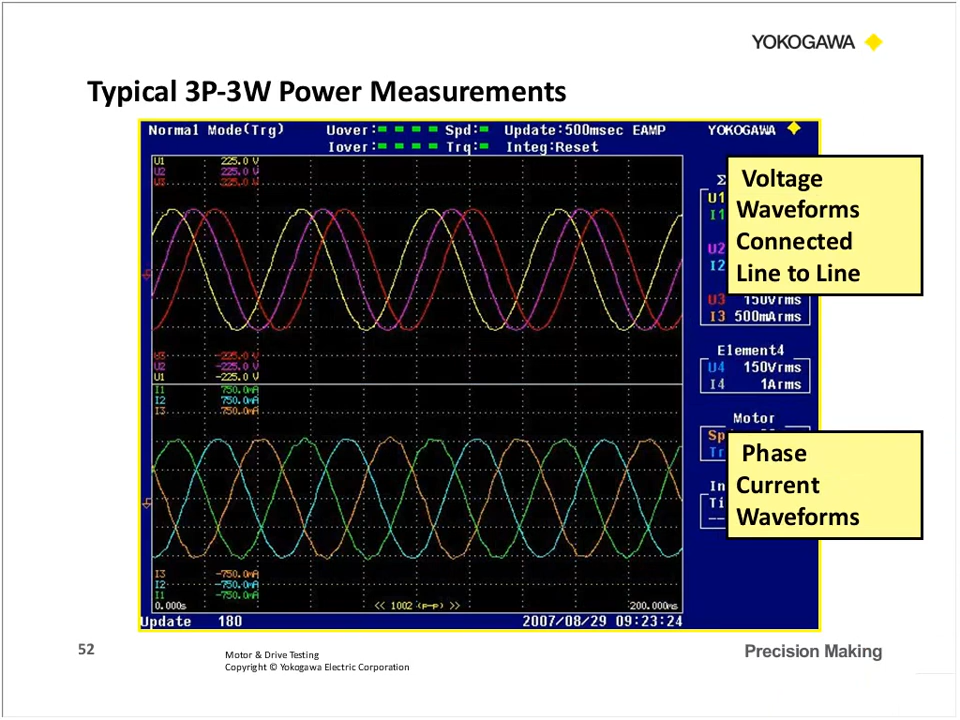 YOKOGAWA
Typical 3P-3W Power Measurements
Normal Mode(Trg)
Uover: Spd: Update:500msec EAMP
YOKOGAWA
Iover: Trq: Integ:Reset
U1 225.0 V
U2 225.0 V
U3 225.0 V
U3 -225.0 V
U2 -225.0 V
U1 -225.0 V
I1 750.0mA
I2 750.0mA
I3 750.0mA
I3 -750.0mA
I2 -750.0mA
I1 -750.0mA
0.000s
<< 1002 (p-p) >>
200.000ms
Update 180
2007/08/29 09:23:24
U1
I1
U2
I2
U3 150Vrms
I3 500mArms
Element4
U4 150Vrms
I4 1Arms
Motor
Voltage
Waveforms
Connected
Line to Line
Phase
Current
Waveforms
52
Motor & Drive Testing
Copyright © Yokogawa Electric Corporation
Precision Making